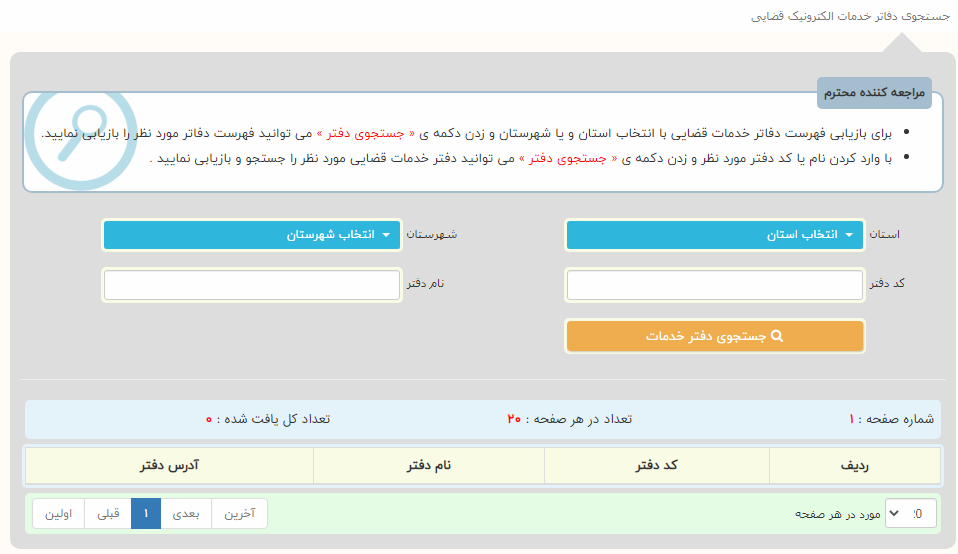 جستجوی دفاتر خدمات الکترونیک قضایی
مراجعه کننده محترم
برای بازیابی فهرست دفاتر خدمات قضایی با انتخاب استان و یا شهرستان و زدن دکمه ی « جستجوی دفتر » می توانید فهرست دفاتر مورد نظر را بازیابی نمایید.
با وارد کردن نام یا کد دفتر مورد نظر و زدن دکمه ی « جستجوی دفتر » می توانید دفتر خدمات قضایی مورد نظر را جستجو و بازیابی نمایید .
استان انتخاب استان شهرستان انتخاب شهرستان
کد دفتر نام دفتر
جستجوی دفتر خدمات
شماره صفحه : ۱ تعداد در هر صفحه : ۲۰ تعداد کل یافت شده : ۰
ردیف کد دفتر نام دفتر آدرس دفتر
20 مورد در هر صفحه آخرین بعدی ۱ قبلی اولین